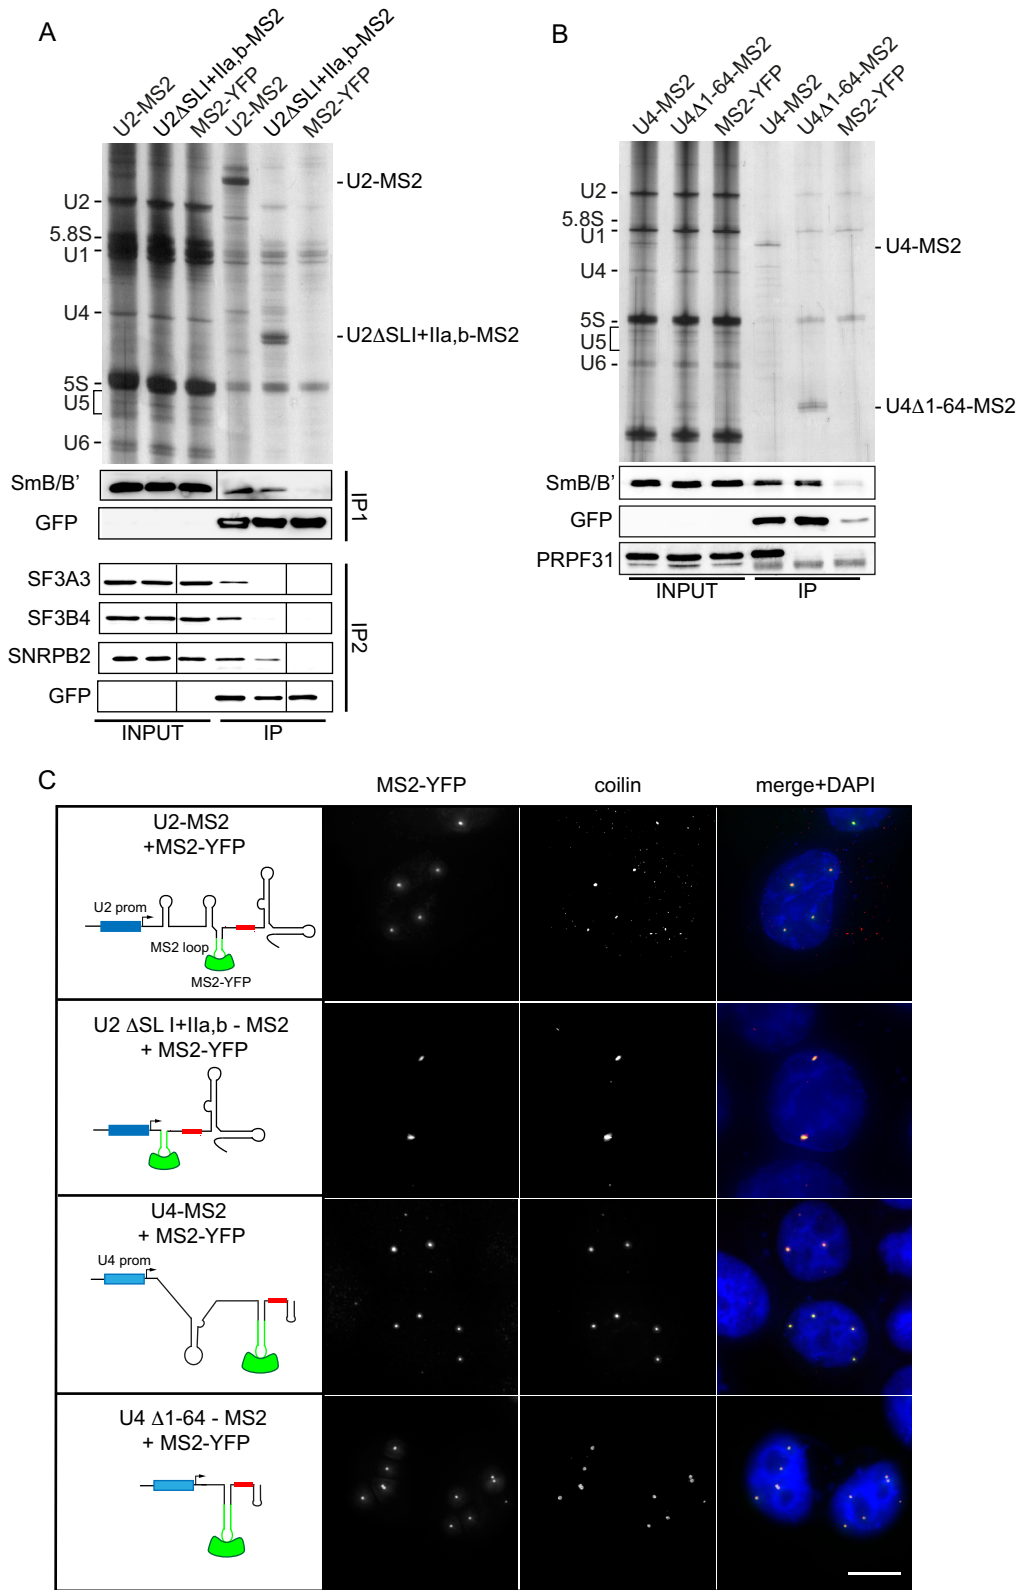 A
U2-MS2
U2ΔSLI+IIa,b-MS2
MS2-YFP
U2-MS2
U2ΔSLI+IIa,b-MS2
MS2-YFP
U2
5.8S
U1
U4
5S
U5
U6
-U2-MS2
-U2ΔSLI+IIa,b-MS2
SmB/B'
GFP
IP1
SF3A3
SF3B4
SNRPB2
GFP
IP2
INPUT
IP
B
U4-MS2
U4Δ1-64-MS2
MS2-YFP
U4-MS2
U4Δ1-64-MS2
MS2-YFP
U2
5.8S
U1
U4
5S
U5
U6
-U4-MS2
-U4Δ1-64-MS2
SmB/B'
GFP
PRPF31
INPUT
IP
C
MS2-YFP
coilin
merge+DAPI
U2-MS2
+MS2-YFP
U2 prom
MS2 loop
MS2-YFP
U2 ΔSL I+IIa,b - MS2
+ MS2-YFP
U4-MS2
+ MS2-YFP
U4 prom
U4 Δ1-64 - MS2
+ MS2-YFP